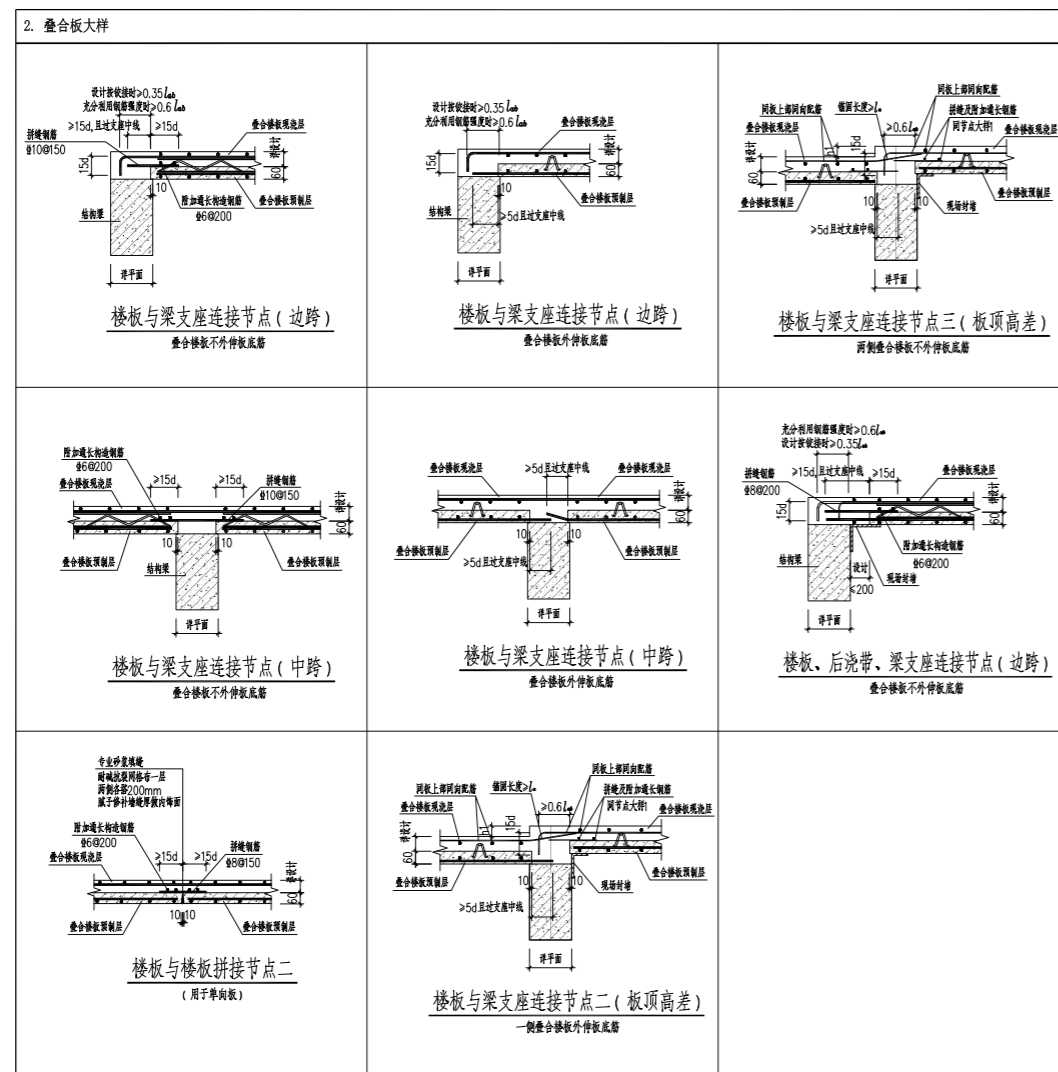 2. 叠合板大样
设计按铰接时≥0.35lab
充分利用钢筋强度时≥0.6lab
≥15d,且过支座中线
≥15d
拼缝钢筋
⌀10@150
叠合楼板现浇层
15d
详设计
60
10
附加通长构造钢筋
⌀6@200
叠合楼板预制层
结构梁
详平面
楼板与梁支座连接节点(边跨)
叠合楼板不外伸板底筋
设计按铰接时≥0.35lab
充分利用钢筋强度时≥0.6lab
叠合楼板现浇层
15d
详设计
60
10
叠合楼板预制层
结构梁
≥5d且过支座中线
详平面
楼板与梁支座连接节点(边跨)
叠合楼板外伸板底筋
同板上部同向配筋
同板上部同向配筋
锚固长度≥la
拼缝及附加通长钢筋
同节点大样1
叠合楼板现浇层
≥0.6lab
叠合楼板现浇层
详设计
h1
15d
60
详设计
60
10
10
叠合楼板预制层
叠合楼板预制层
现场封堵
≥5d且过支座中线
详平面
楼板与梁支座连接节点三(板顶高差)
两侧叠合楼板不外伸板底筋
附加通长构造钢筋
⌀6@200
≥15d
≥15d
拼缝钢筋
⌀10@150
叠合楼板现浇层
详设计
60
10
10
叠合楼板预制层
叠合楼板预制层
结构梁
详平面
楼板与梁支座连接节点(中跨)
叠合楼板不外伸板底筋
叠合楼板现浇层
≥5d且过支座中线
叠合楼板现浇层
详设计
60
10
10
叠合楼板预制层
叠合楼板预制层
≥5d且过支座中线
结构梁
详平面
楼板与梁支座连接节点(中跨)
叠合楼板外伸板底筋
充分利用钢筋强度时≥0.6lab
设计按铰接时≥0.35lab
≥15d,且过支座中线
≥15d
拼缝钢筋
⌀8@200
叠合楼板现浇层
15d
详设计
60
附加通长构造钢筋
⌀6@200
结构梁
设计
≤200
现场封堵
详平面
楼板、后浇带、梁支座连接节点(边跨)
叠合楼板不外伸板底筋
专业砂浆填缝
耐碱抗裂网格布一层
两侧各搭200mm
腻子修补墙缝厚做内饰面
附加通长构造钢筋
⌀6@200
≥15d
≥15d
拼缝钢筋
⌀8@150
叠合楼板现浇层
详设计
60
10
10
叠合楼板预制层
叠合楼板预制层
楼板与楼板拼接节点二
(用于单向板)
同板上部同向配筋
同板上部同向配筋
锚固长度≥la
拼缝及附加通长钢筋
同节点大样1
叠合楼板现浇层
≥0.6lab
叠合楼板现浇层
详设计
h1
15d
60
详设计
60
10
10
叠合楼板预制层
叠合楼板预制层
现场封堵
≥5d且过支座中线
详平面
楼板与梁支座连接节点二(板顶高差)
一侧叠合楼板外伸板底筋